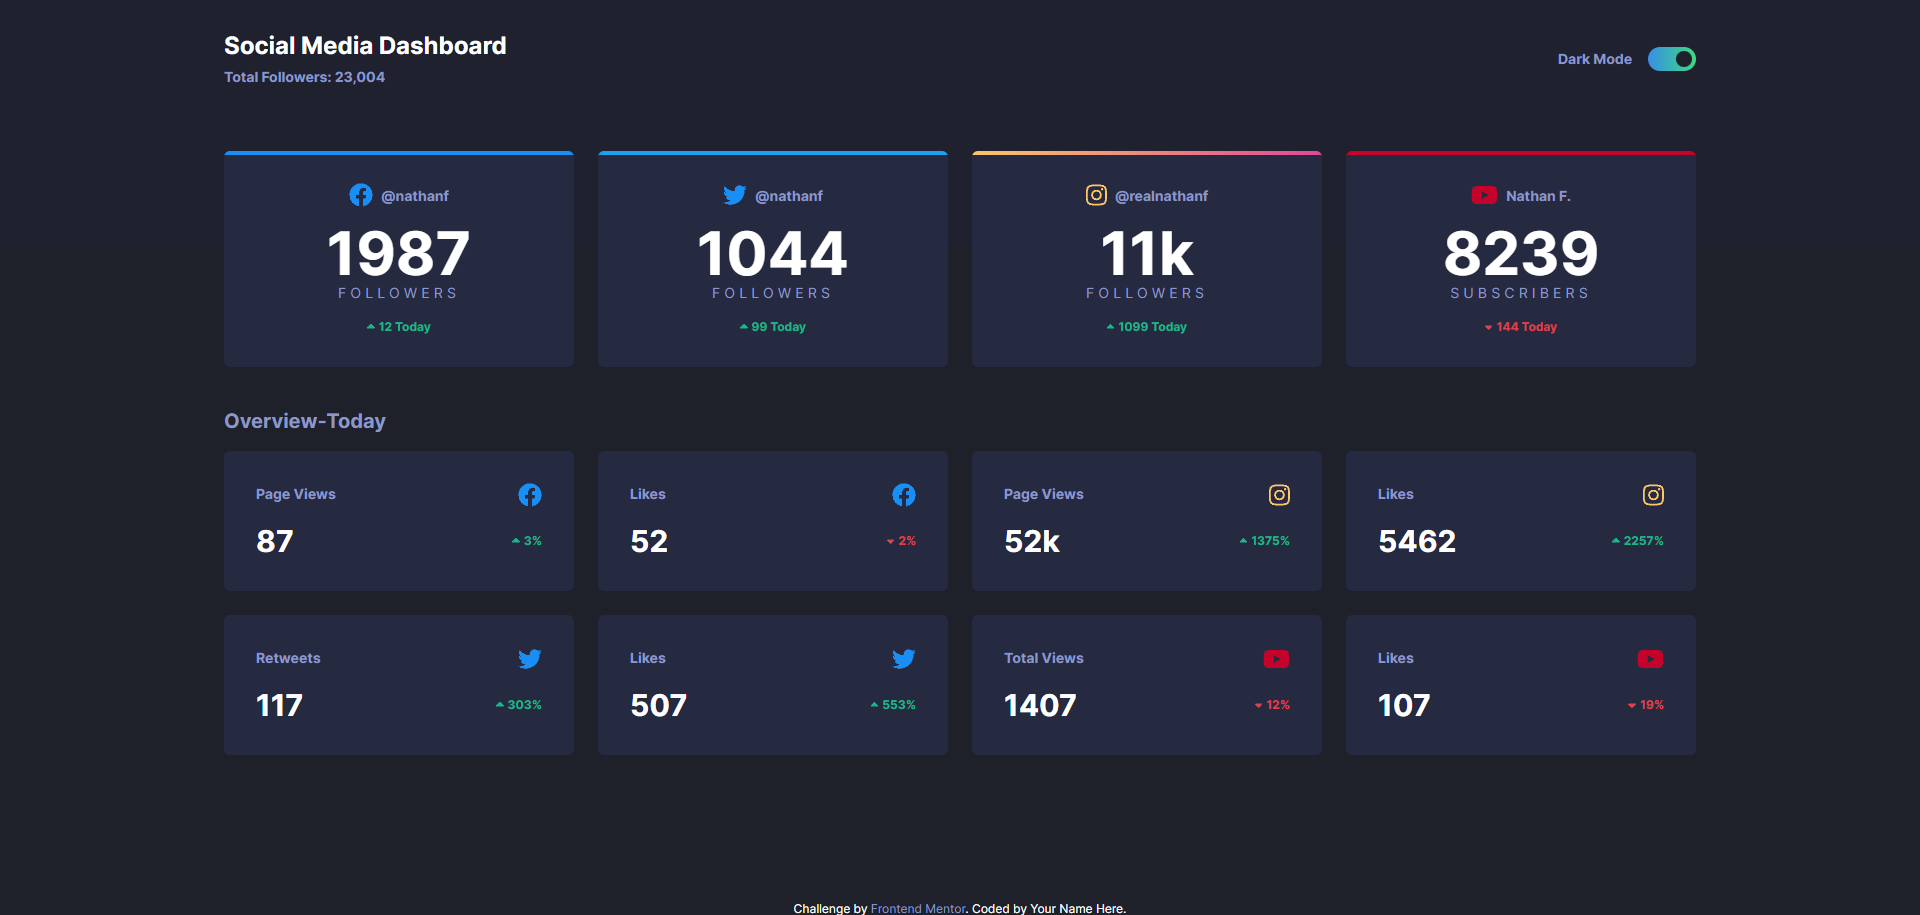 Social Media Dashboard
Total Followers: 23,004
Dark Mode
@nathanf
1987
FOLLOWERS
12 Today
@nathanf
1044
FOLLOWERS
99 Today
@realnathanf
11k
FOLLOWERS
1099 Today
Nathan F.
8239
SUBSCRIBERS
144 Today
Overview-Today
Page Views
87
3%
Likes
52
2%
Page Views
52k
1375%
Likes
5462
2257%
Retweets
117
303%
Likes
507
553%
Total Views
1407
12%
Likes
107
19%
Challenge by Frontend Mentor. Coded by Your Name Here.